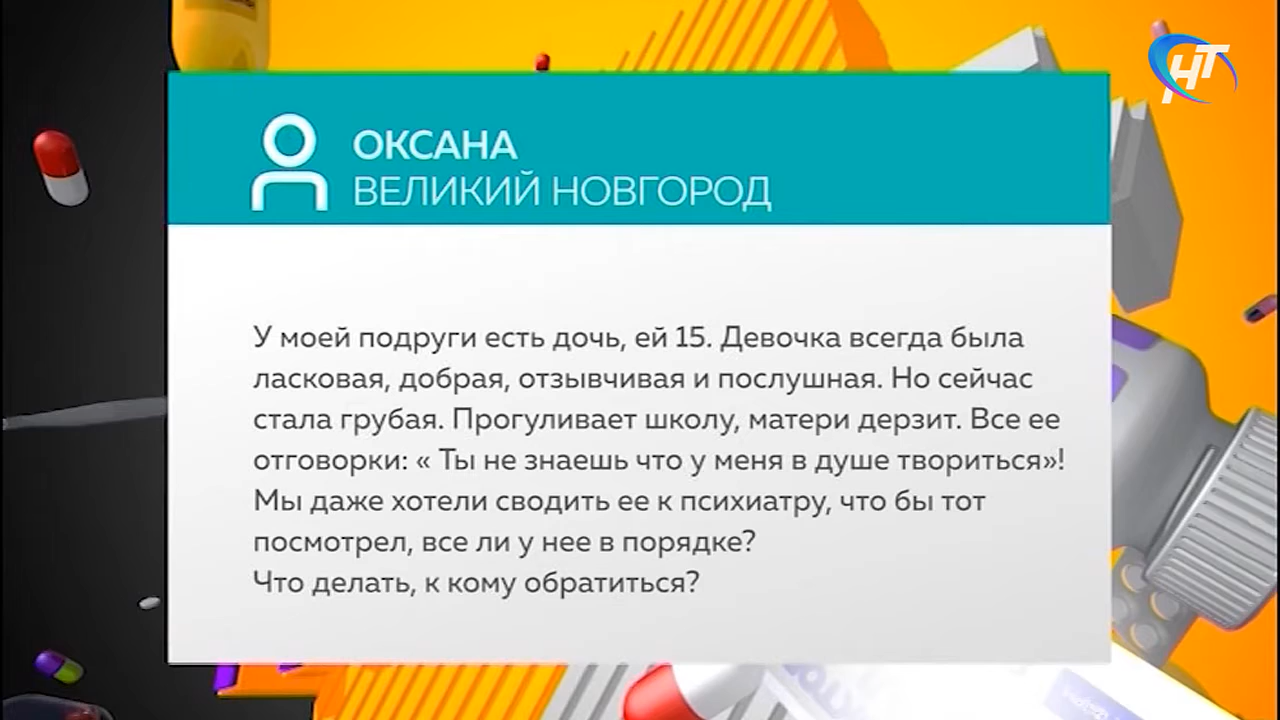 НТ
ОКСАНА
ВЕЛИКИЙ НОВГОРОД
У моей подруги есть дочь, ей 15. Девочка всегда была
ласковая, добрая, отзывчивая и послушная. Но сейчас
стала грубая. Прогуливает школу, матери дерзит. Все ее
отговорки: « Ты не знаешь что у меня в душе твориться»!
Мы даже хотели сводить ее к психиатру, что бы тот
посмотрел, все ли у нее в порядке?
Что делать, к кому обратиться?